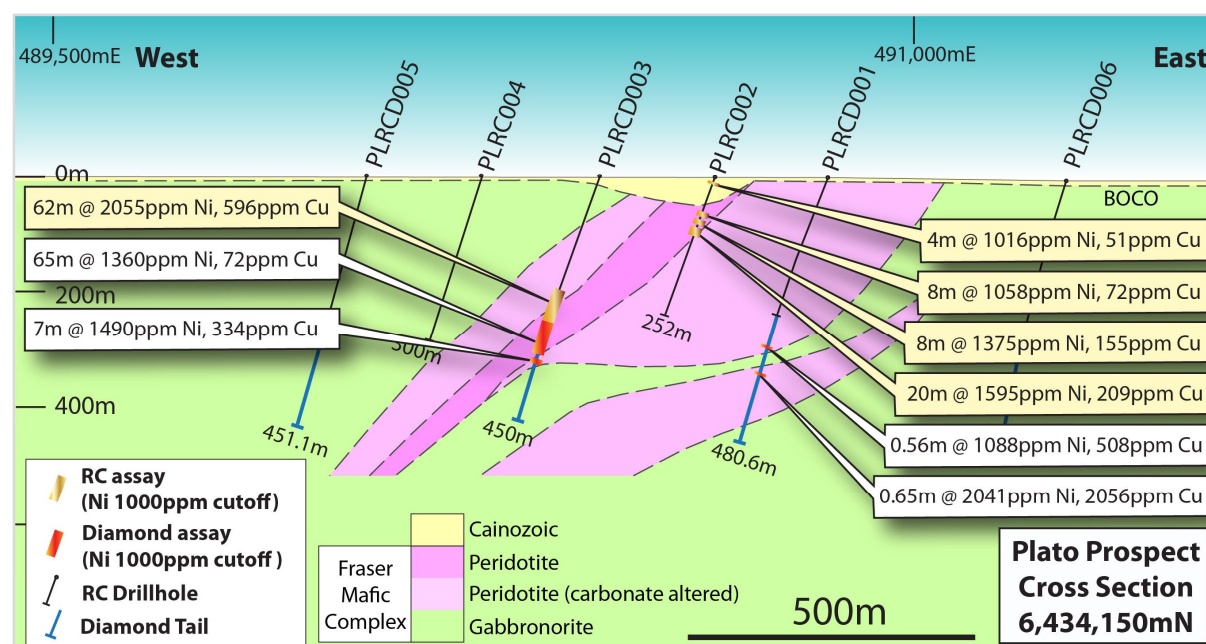 489,500mE
West
491,000mE
East
PLRCD005
PLRC004
PLRCD003
PLRC002
PLRCD001
PLRCD006
0m
BOCO
62m @ 2055ppm Ni, 596ppm Cu
65m @ 1360ppm Ni, 72ppm Cu
200m
7m @ 1490ppm Ni, 334ppm Cu
4m @ 1016ppm Ni, 51ppm Cu
8m @ 1058ppm Ni, 72ppm Cu
8m @ 1375ppm Ni, 155ppm Cu
20m @ 1595ppm Ni, 209ppm Cu
0.56m @ 1088ppm Ni, 508ppm Cu
0.65m @ 2041ppm Ni, 2056ppm Cu
252m
300m
400m
451.1m
450m
480.6m
RC assay
(Ni 1000ppm cutoff)
Diamond assay
(Ni 1000ppm cutoff )
RC Drillhole
Diamond Tail
Fraser
Mafic
Complex
Cainozoic
Peridotite
Peridotite (carbonate altered)
Gabbronorite
500m
Plato Prospect
Cross Section
6,434,150mN